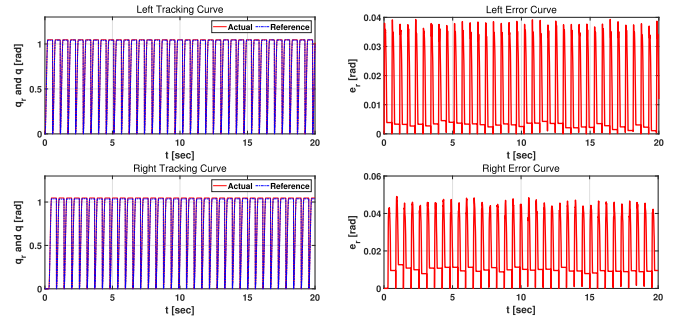 Left Tracking Curve
Actual Reference
q_r and q [rad]
1
0.5
0
0 5 10 15 20
t [sec]
Left Error Curve
e_r [rad]
0.04
0.03
0.02
0.01
0
0 5 10 15 20
t [sec]
Right Tracking Curve
Actual Reference
q_r and q [rad]
1
0.5
0
0 5 10 15 20
t [sec]
Right Error Curve
e_r [rad]
0.06
0.04
0.02
0
0 5 10 15 20
t [sec]